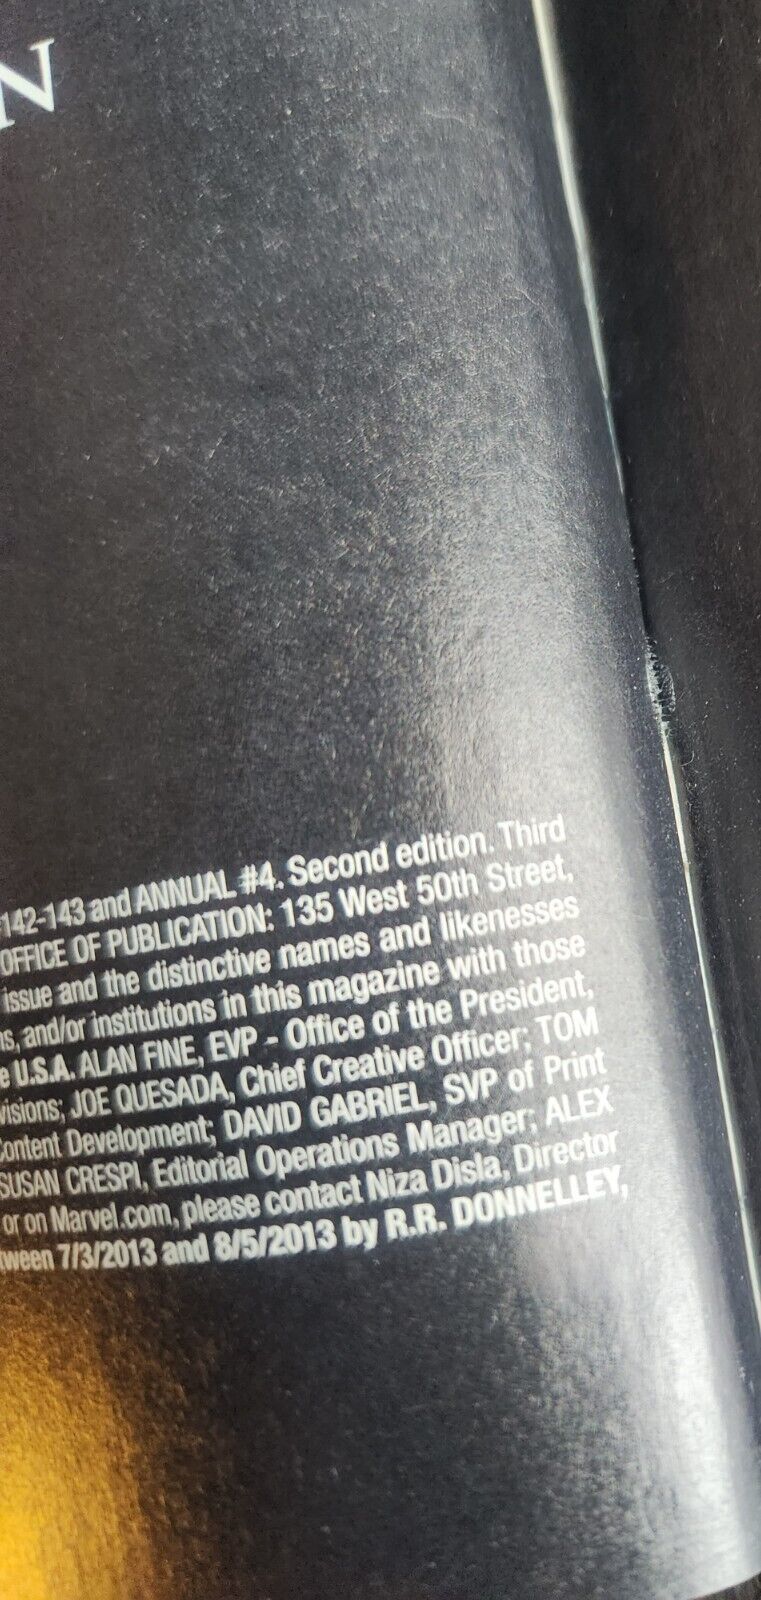 N
142-143 and ANNUAL #4. Second edition. Third
OFFICE OF PUBLICATION: 135 West 50th Street,
issue and the distinctive names and likenesses
and/or institutions in this magazine with those
U.S.A. ALAN FINE, EVP - Office of the President,
JOE QUESADA, Chief Creative Officer; TOM
Content Development; DAVID GABRIEL, SVP of Print
SUSAN CRESPI, Editorial Operations Manager; ALEX
or on Marvel.com, please contact Niza Disla, Director
7/3/2013 and 8/5/2013 by R.R. DONNELLEY,